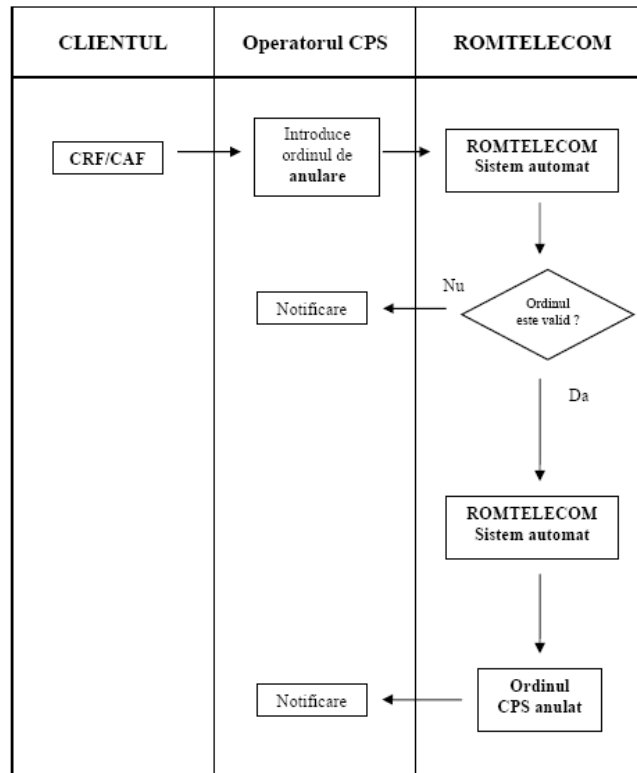 CLIENTUL
Operatorul CPS
ROMTELECOM
CRF/CAF
Introduce
ordinul de
anulare
ROMTELECOM
Sistem automat
Nu
Notificare
Ordinul
este valid ?
Da
ROMTELECOM
Sistem automat
Notificare
Ordinul
CPS anulat